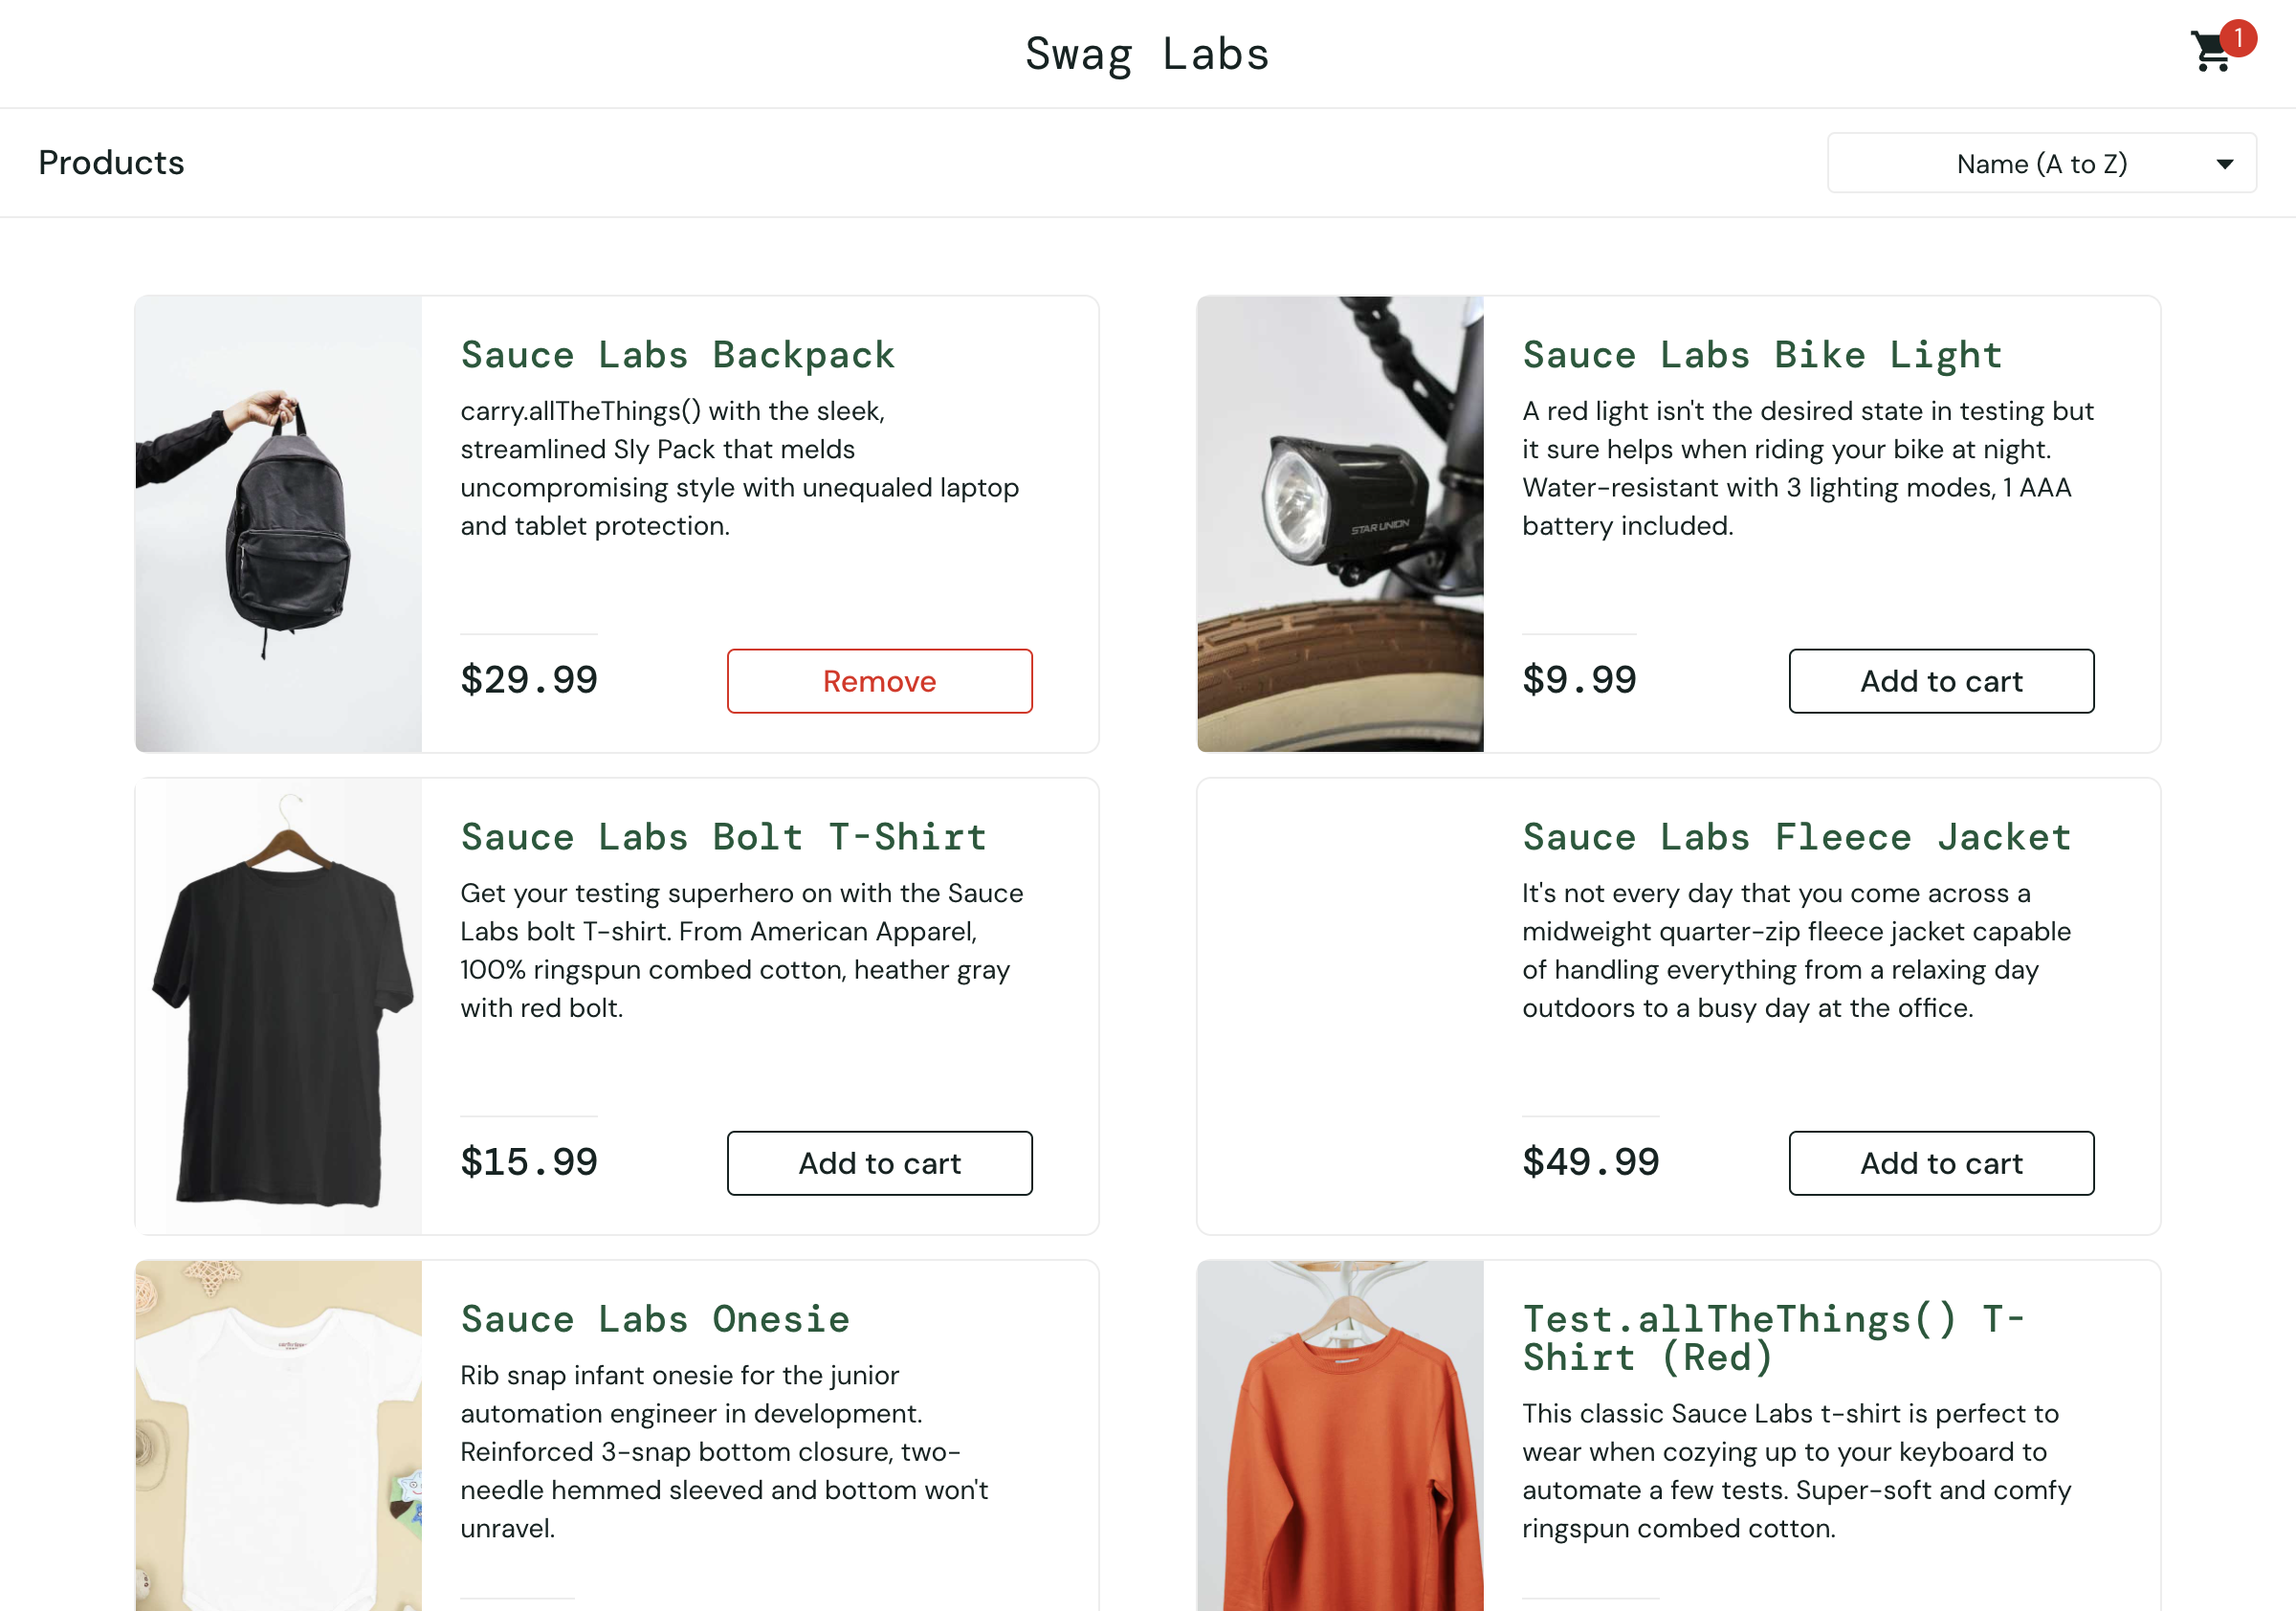 Swag Labs
1
Products
Name (A to Z)
Sauce Labs Backpack
carry.allTheThings() with the sleek,
streamlined Sly Pack that melds
uncompromising style with unequaled laptop
and tablet protection.
$29.99
Remove
STAR UNION
Sauce Labs Bike Light
A red light isn't the desired state in testing but
it sure helps when riding your bike at night.
Water-resistant with 3 lighting modes, 1 AAA
battery included.
$9.99
Add to cart
Sauce Labs Bolt T-Shirt
Get your testing superhero on with the Sauce
Labs bolt T-shirt. From American Apparel,
100% ringspun combed cotton, heather gray
with red bolt.
$15.99
Add to cart
Sauce Labs Fleece Jacket
It's not every day that you come across a
midweight quarter-zip fleece jacket capable
of handling everything from a relaxing day
outdoors to a busy day at the office.
$49.99
Add to cart
Sauce Labs Onesie
Rib snap infant onesie for the junior
automation engineer in development.
Reinforced 3-snap bottom closure, two-
needle hemmed sleeved and bottom won't
unravel.
Test.allTheThings() T-
Shirt (Red)
This classic Sauce Labs t-shirt is perfect to
wear when cozying up to your keyboard to
automate a few tests. Super-soft and comfy
ringspun combed cotton.